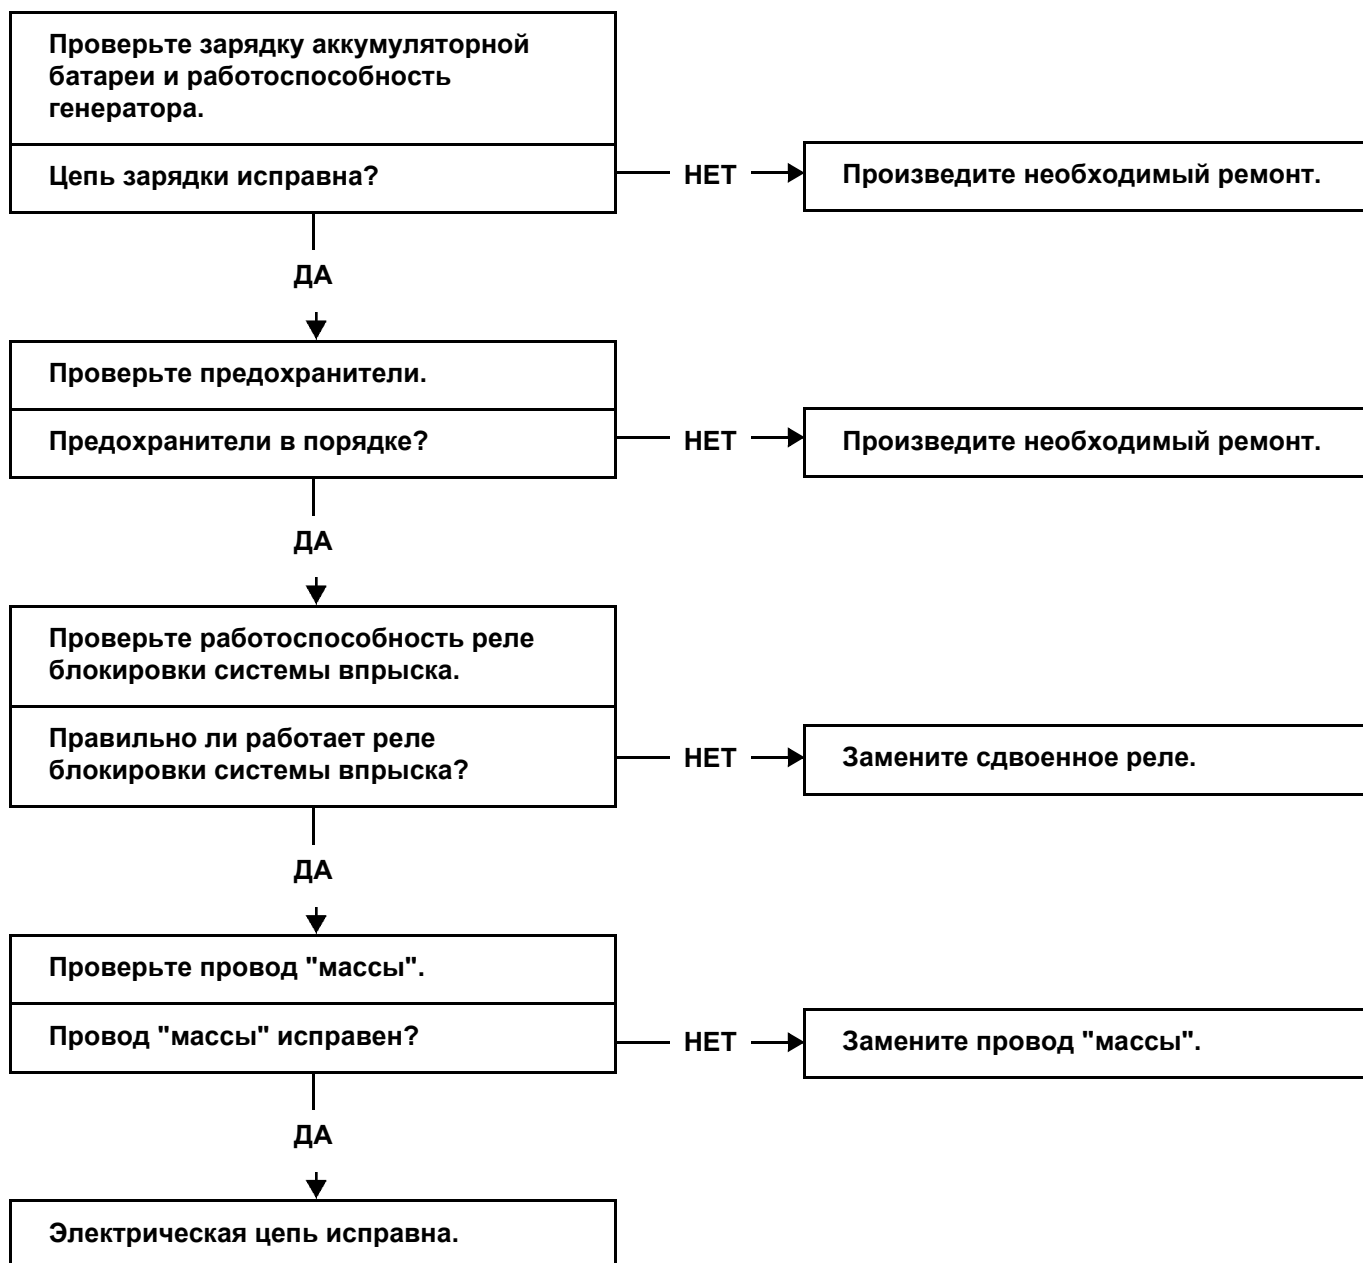 Проверьте зарядку аккумуляторной
батареи и работоспособность
генератора.
Цепь зарядки исправна?
НЕТ
Произведите необходимый ремонт.
ДА
Проверьте предохранители.
Предохранители в порядке?
НЕТ
Произведите необходимый ремонт.
ДА
Проверьте работоспособность реле
блокировки системы впрыска.
Правильно ли работает реле
блокировки системы впрыска?
НЕТ
Замените сдвоенное реле.
ДА
Проверьте провод "массы".
Провод "массы" исправен?
НЕТ
Замените провод "массы".
ДА
Электрическая цепь исправна.